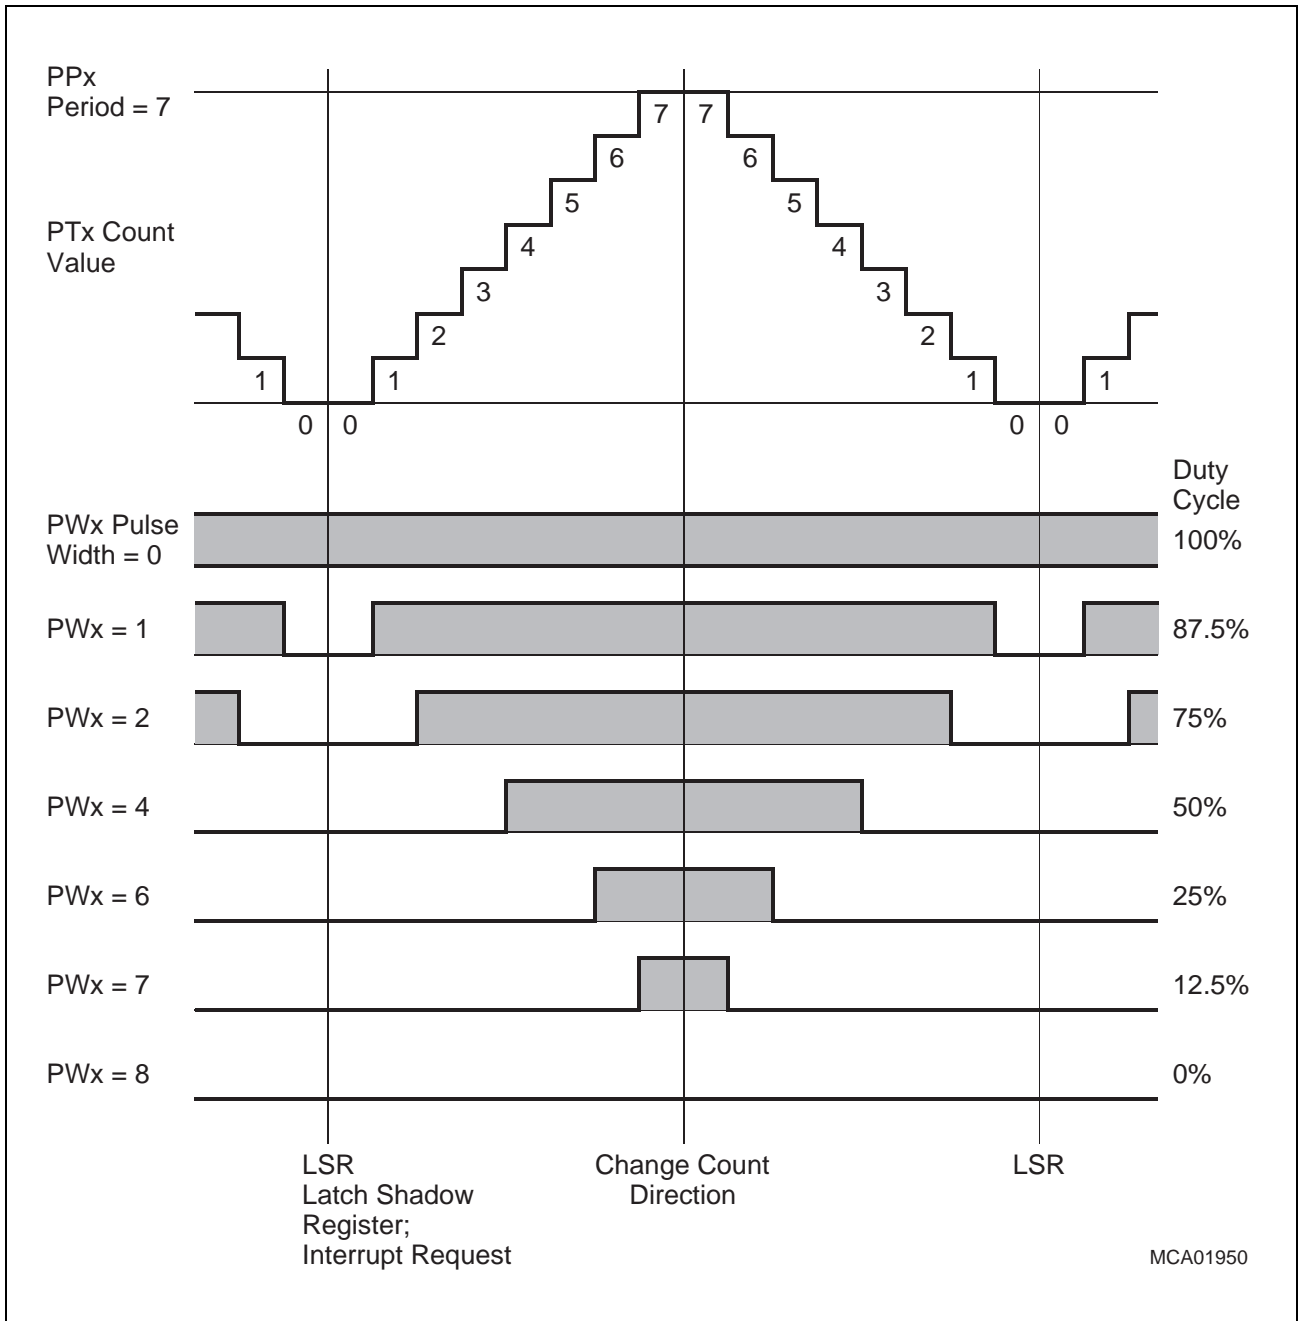 PPx
Period = 7
7 7
6 6
5 5
PTx Count
Value
4 4
3 3
2 2
1 1 1 1
0 0 0 0
Duty
Cycle
PWx Pulse
Width = 0
100%
PWx = 1
87.5%
PWx = 2
75%
PWx = 4
50%
PWx = 6
25%
PWx = 7
12.5%
PWx = 8
0%
LSR
Latch Shadow
Register;
Interrupt Request
Change Count
Direction
LSR
MCA01950